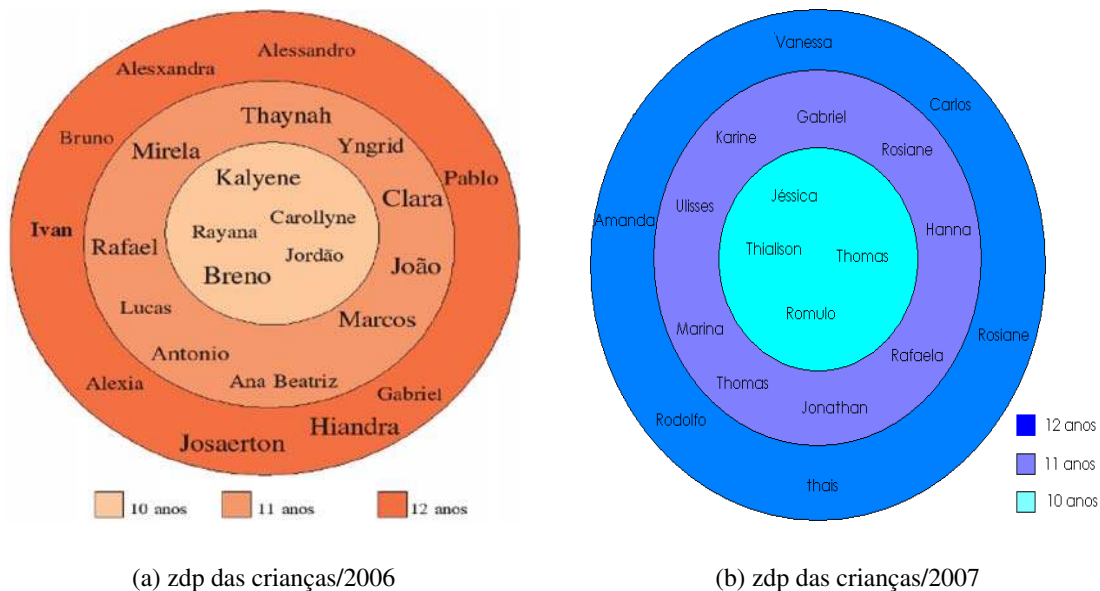 Alessandro
Alesxandra
Thaynah
Bruno
Mirela
Yngrid
Pablo
Kalyene
Clara
Ivan
Rayana
Carollyne
Rafael
Jordão
João
Breno
Lucas
Marcos
Antonio
Ana Beatriz
Alexia
Gabriel
Hiandra
Josaerton
10 anos
11 anos
12 anos
(a) zdp das crianças/2006
Vanessa
Carlos
Gabriel
Karine
Rosiane
Jéssica
Ulisses
Amanda
Hanna
Thialison
Thomas
Romulo
Marina
Rosiane
Rafaela
Thomas
Jonathan
Rodolfo
thais
12 anos
11 anos
10 anos
(b) zdp das crianças/2007